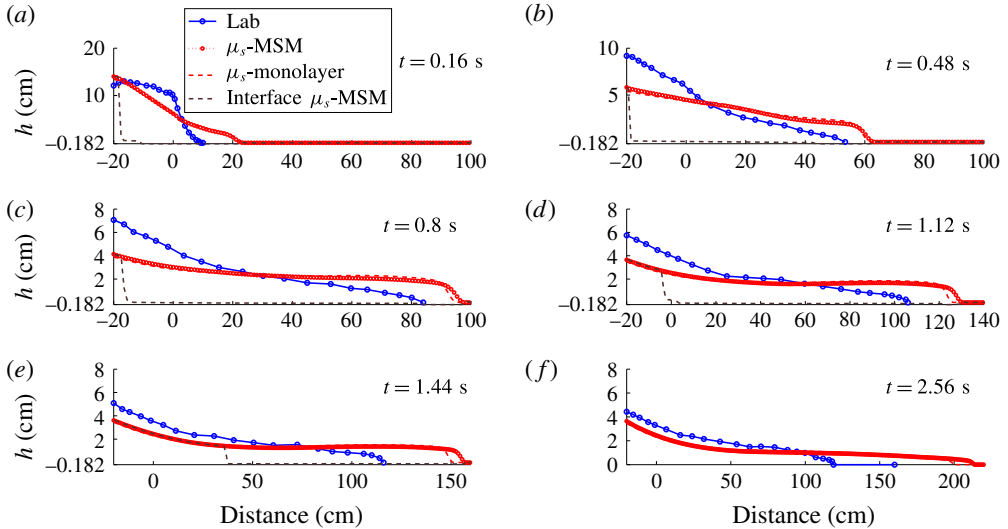 (a)
20
10
−0.182
h (cm)
Lab
μs-MSM
μs-monolayer
Interface μs-MSM
t = 0.16 s
−20 0 20 40 60 80 100
(b)
10
5
−0.182
t = 0.48 s
−20 0 20 40 60 80 100
(c)
8
6
4
2
−0.182
h (cm)
t = 0.8 s
−20 0 20 40 60 80 100
(d)
8
6
4
2
−0.182
t = 1.12 s
−20 0 20 40 60 80 100 120 140
(e)
8
6
4
2
−0.182
h (cm)
t = 1.44 s
0 50 100 150
Distance (cm)
(f)
8
6
4
2
0
t = 2.56 s
0 50 100 150 200
Distance (cm)